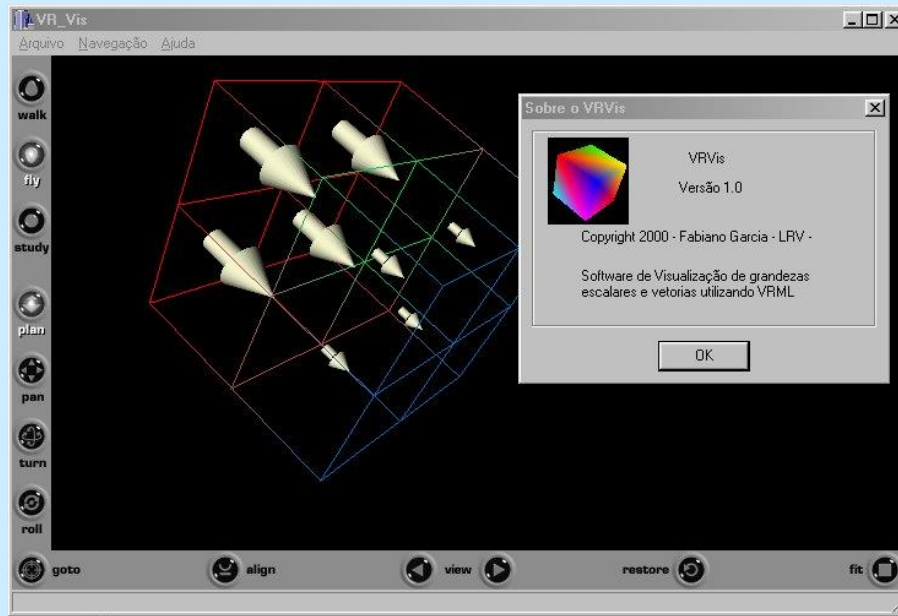 VR_Vis
Arquivo Navegação Ajuda
walk
fly
study
plan
pan
turn
roll
goto
align
view
restore
fit
Sobre o VRVis
VRVis
Versão 1.0
Copyright 2000 - Fabiano Garcia - LRV -
Software de Visualização de grandezas
escalares e vetorias utilizando VRML
OK